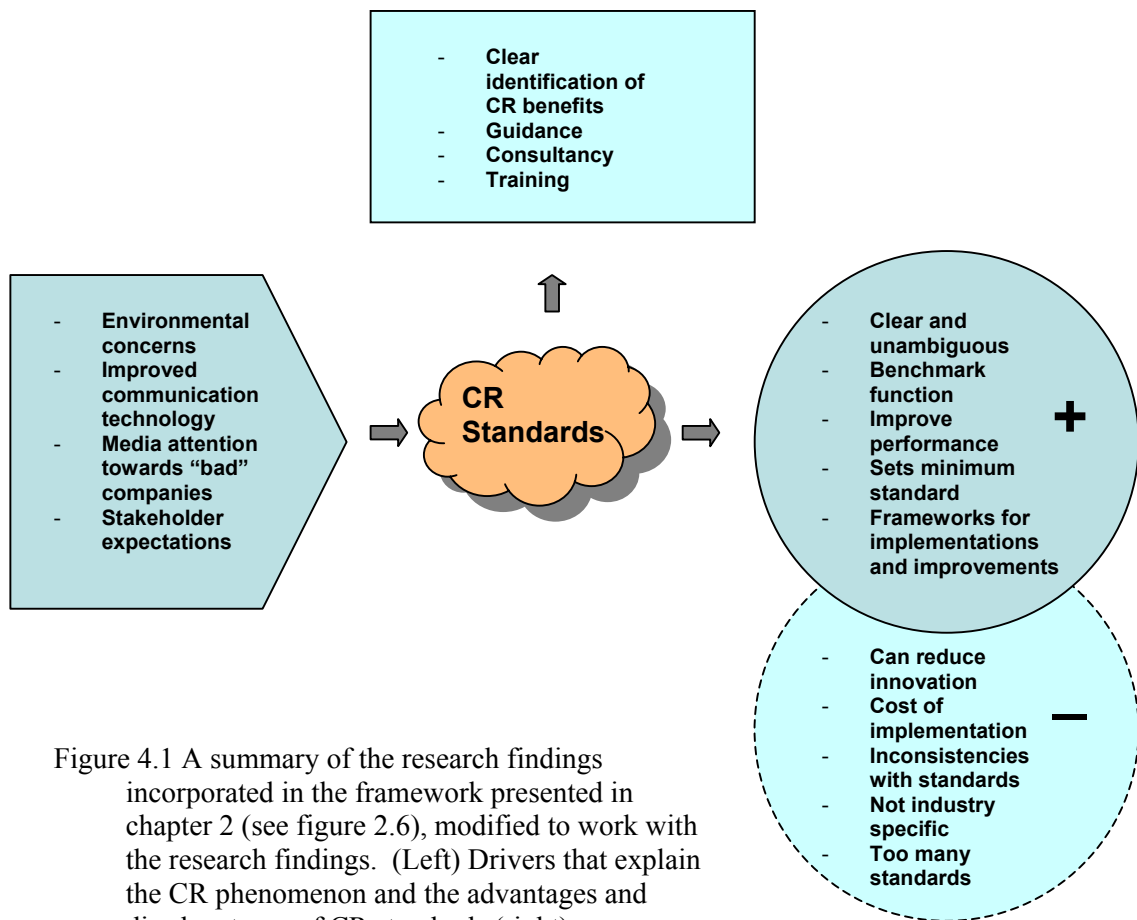 - Clear
identification of
CR benefits
- Guidance
- Consultancy
- Training
- Environmental
concerns
- Improved
communication
technology
- Media attention
towards “bad”
companies
- Stakeholder
expectations
CR
Standards
- Clear and
unambiguous
- Benchmark
function
- Improve
performance
- Sets minimum
standard
- Frameworks for
implementations
and improvements
+
- Can reduce
innovation
- Cost of
implementation
- Inconsistencies
with standards
- Not industry
specific
- Too many
standards
–
Figure 4.1 A summary of the research findings
incorporated in the framework presented in
chapter 2 (see figure 2.6), modified to work with
the research findings. (Left) Drivers that explain
the CR phenomenon and the advantages and